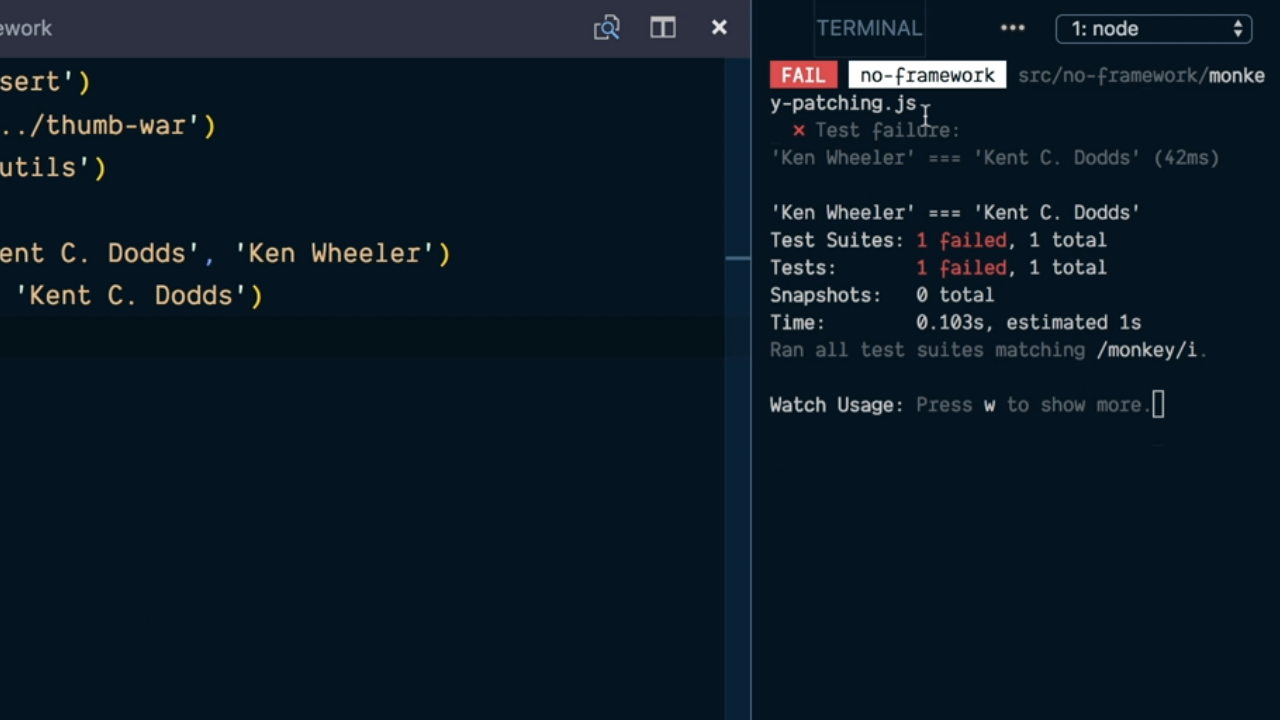 ework
TERMINAL
1: node
sert')
../thumb-war')
utils')
ent C. Dodds', 'Ken Wheeler')
'Kent C. Dodds')
FAIL no-framework src/no-framework/monke
y-patching.js
✕ Test failure:
'Ken Wheeler' === 'Kent C. Dodds' (42ms)
'Ken Wheeler' === 'Kent C. Dodds'
Test Suites: 1 failed, 1 total
Tests: 1 failed, 1 total
Snapshots: 0 total
Time: 0.103s, estimated 1s
Ran all test suites matching /monkey/i.
Watch Usage: Press w to show more.